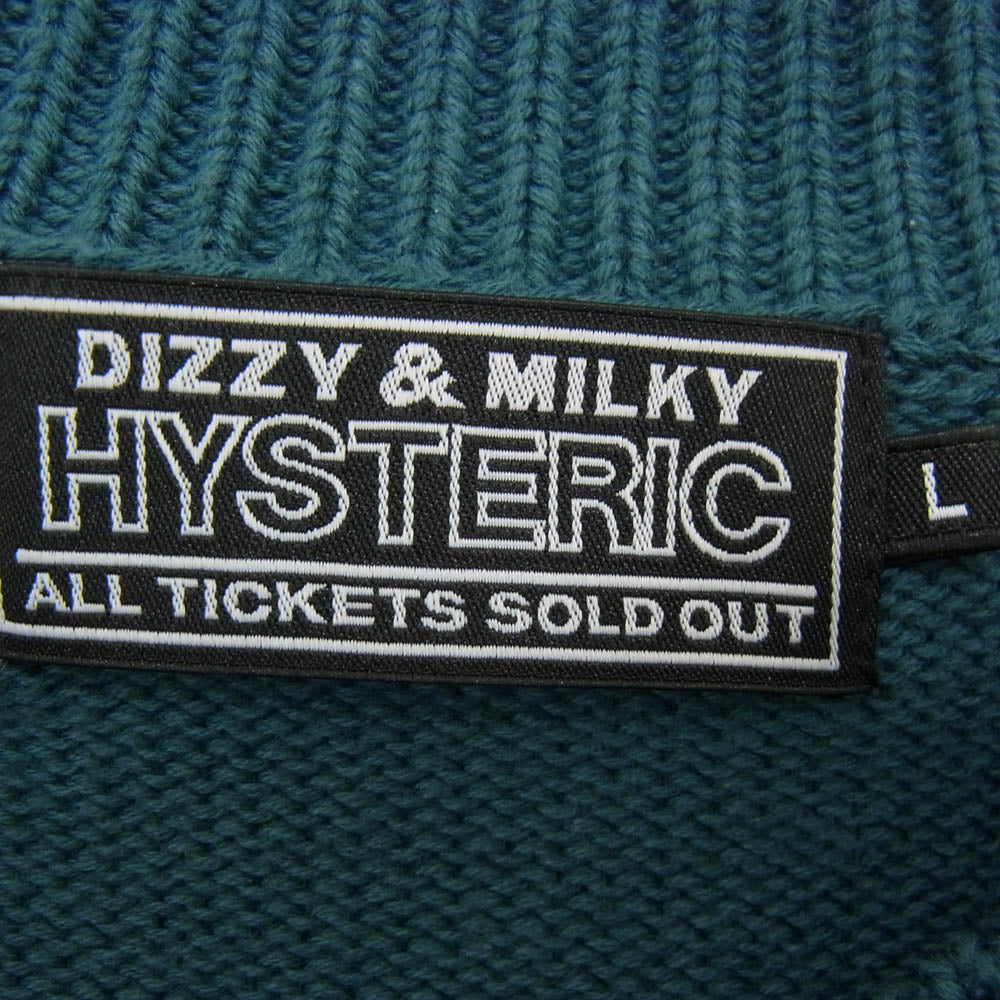 DIZZY & MILKY
HYSTERIC
ALL TICKETS SOLD OUT
L